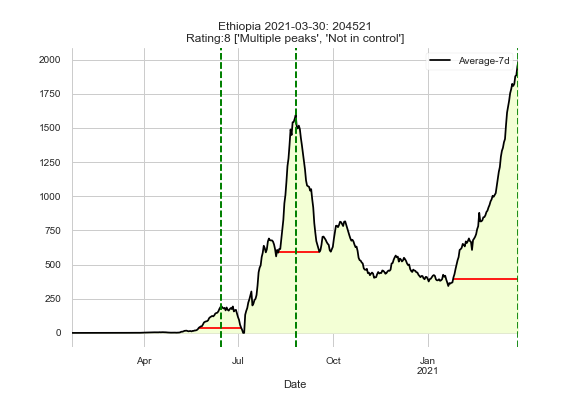 Ethiopia 2021-03-30: 204521
Rating:8 ['Multiple peaks', 'Not in control']
Average-7d
2000
1750
1500
1250
1000
750
500
250
0
Apr
Jul
Oct
Jan
2021
Date